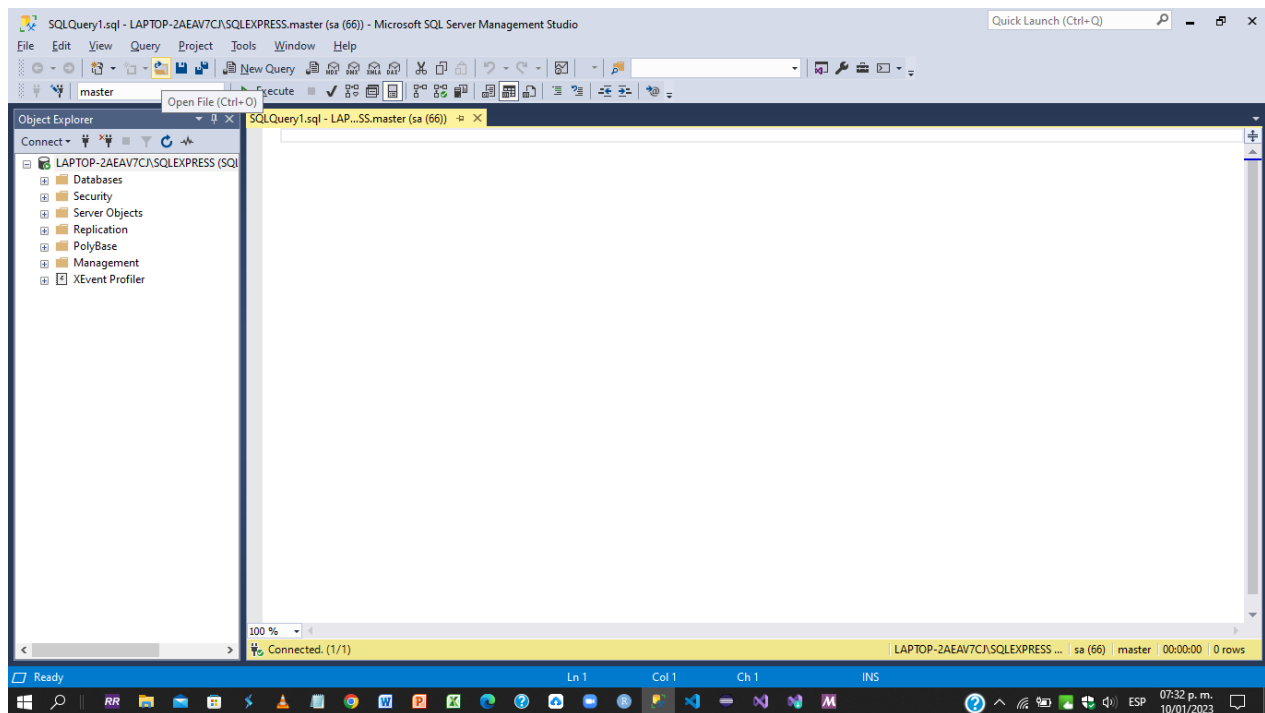 SQLQuery1.sql - LAPTOP-2AEAV7CJ\SQLEXPRESS.master (sa (66)) - Microsoft SQL Server Management Studio
Quick Launch (Ctrl+Q)
File Edit View Query Project Tools Window Help
New Query
master
Execute
Open File (Ctrl+O)
Object Explorer
SQLQuery1.sql - LAP...SS.master (sa (66))
Connect
LAPTOP-2AEAV7CJ\SQLEXPRESS (SQL
Databases
Security
Server Objects
Replication
PolyBase
Management
XEvent Profiler
100 %
Connected. (1/1)
LAPTOP-2AEAV7CJ\SQLEXPRESS ... sa (66) master 00:00:00 0 rows
Ready Ln 1 Col 1 Ch 1 INS
RR
ESP
07:32 p. m.
10/01/2023